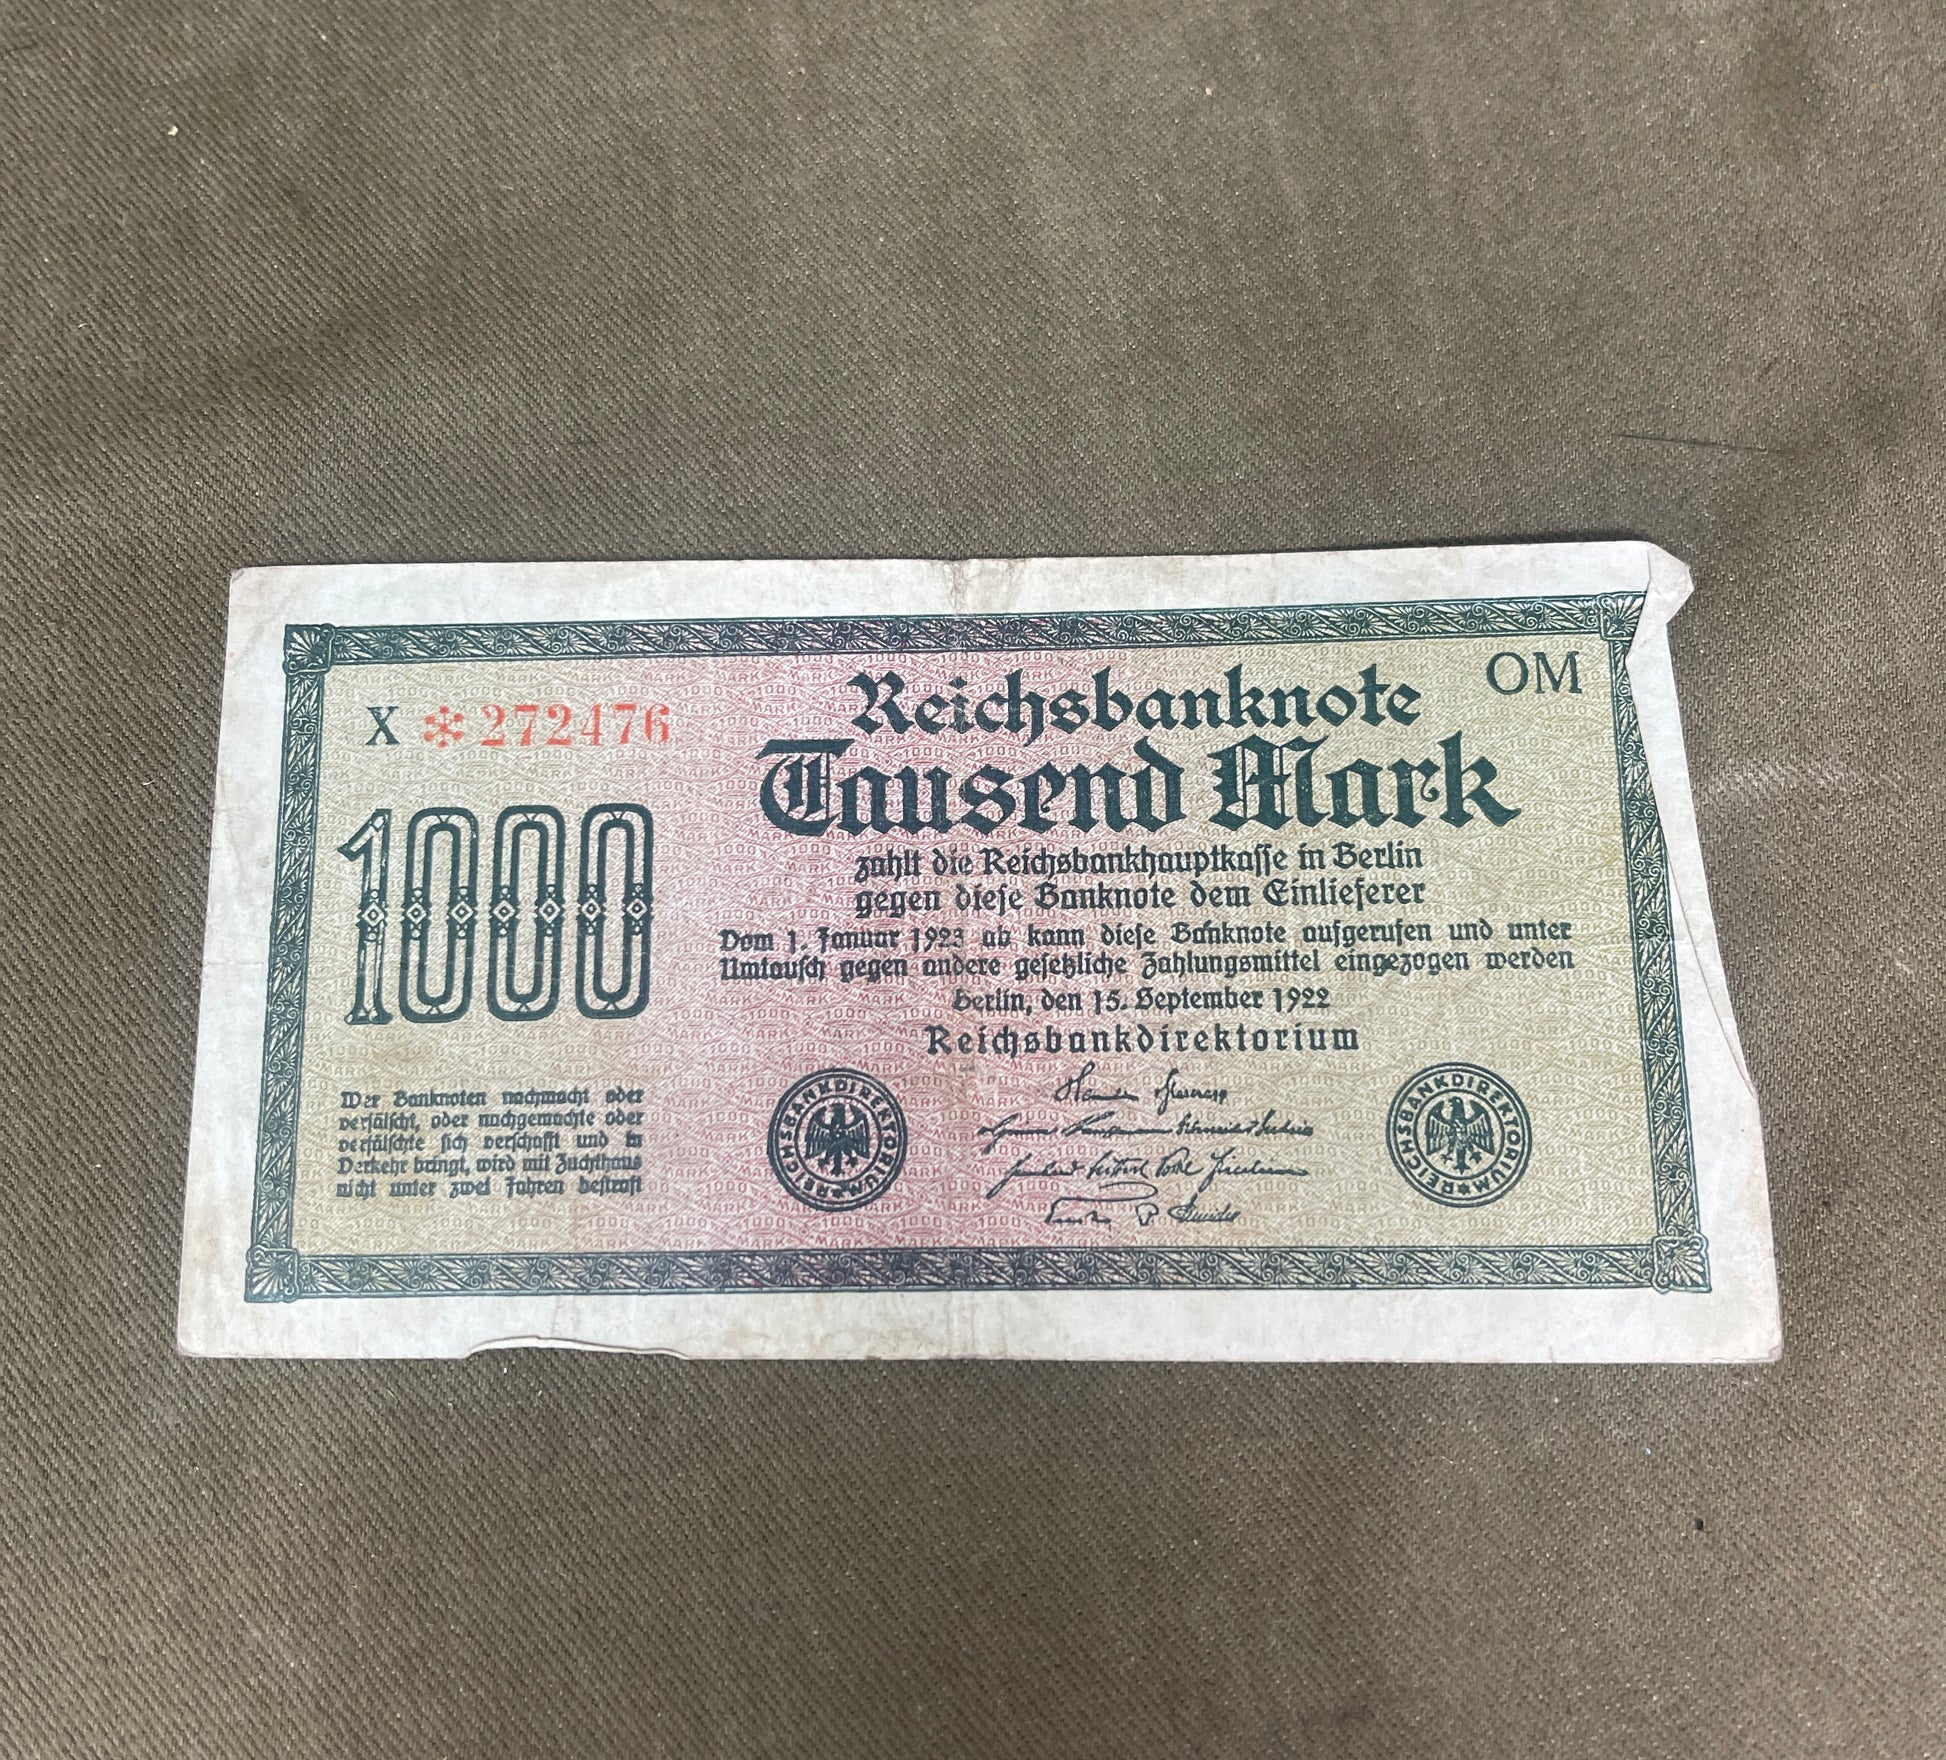 X *272476
OM
Reichsbanknote
Tausend Mark
zahlt die Reichsbankhauptkasse in Berlin
gegen diese Banknote dem Einlieferer
Vom 1. Januar 1923 ab kann diese Banknote aufgerufen und unter
Umtausch gegen andere gesetzliche Zahlungsmittel eingezogen werden
Berlin, den 15. September 1922
Reichsbankdirektorium
1000
Wer Banknoten nachmacht oder
verfälscht, oder nachgemachte oder
verfälschte sich verschafft und in
Verkehr bringt, wird mit Zuchthaus
nicht unter zwei Jahren bestraft
REICHSBANKDIREKTORIUM
REICHSBANKDIREKTORIUM